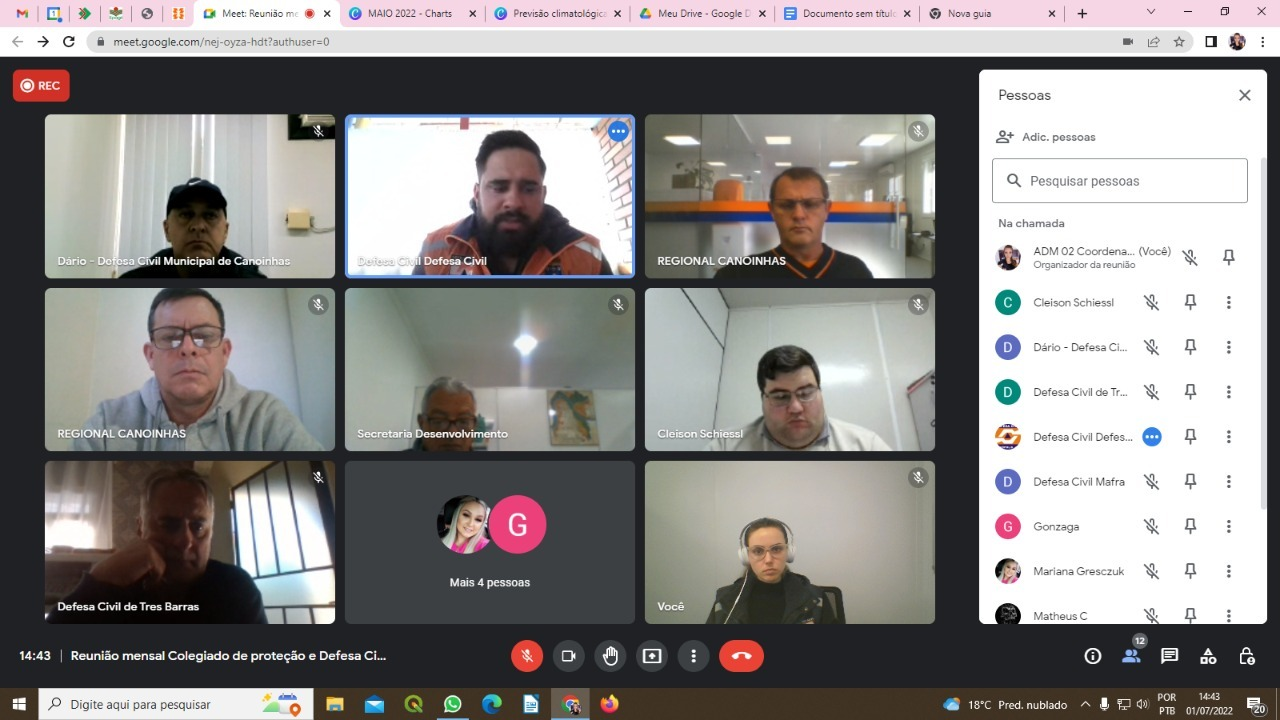 Meet: Reunião me
MAIO 2022 - Charts
Previsão climatológica
Meu Drive - Google D
Documento sem título
Nova guia
meet.google.com/nej-oyza-hdt?authuser=0
REC
Dário - Defesa Civil Municipal de Canoinhas
Defesa Civil Defesa Civil
REGIONAL CANOINHAS
REGIONAL CANOINHAS
Secretaria Desenvolvimento
Cleison Schiessl
Defesa Civil de Tres Barras
G
Mais 4 pessoas
Você
Pessoas
Adic. pessoas
Pesquisar pessoas
Na chamada
ADM 02 Coordena... (Você)
Organizador da reunião
C Cleison Schiessl
D Dário - Defesa Ci...
D Defesa Civil de Tr...
Defesa Civil Defes...
D Defesa Civil Mafra
G Gonzaga
Mariana Gresczuk
Matheus C
14:43 | Reunião mensal Colegiado de proteção e Defesa Ci...
12
Digite aqui para pesquisar
18°C Pred. nublado
POR
PTB
14:43
01/07/2022
20